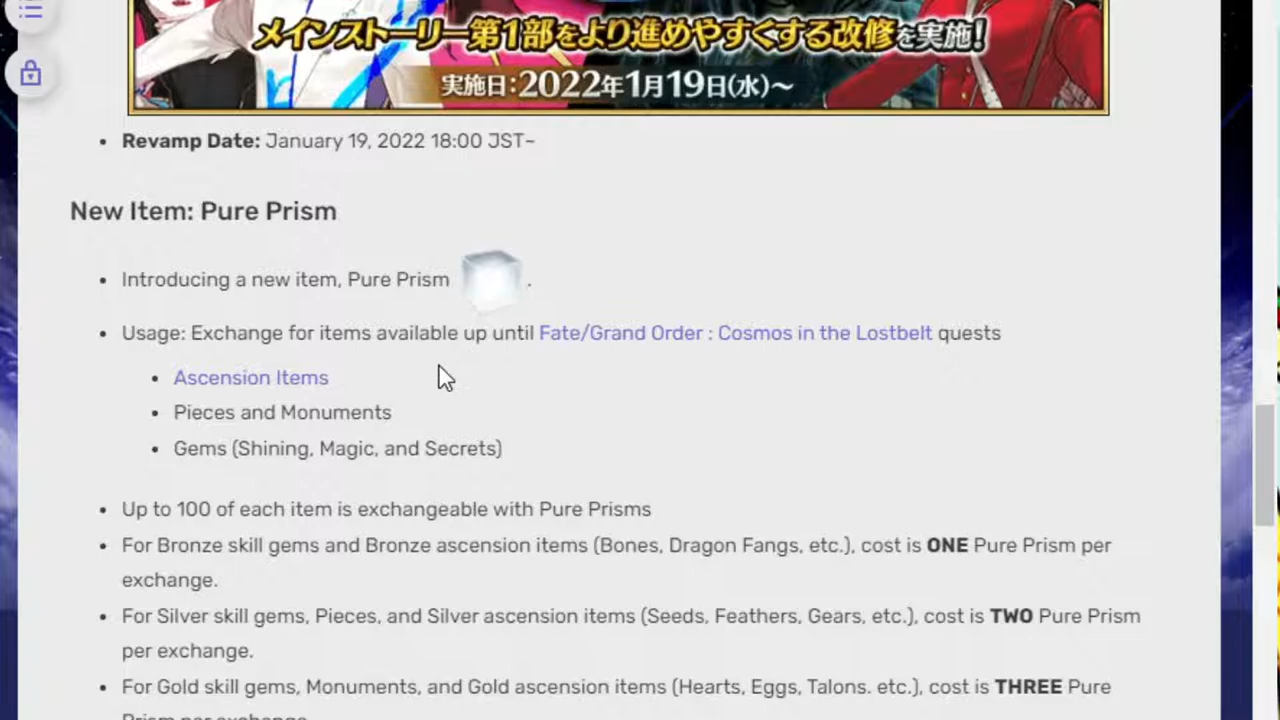 メインストーリー第1部をより進めやすくする改修を実施!
実施日:2022年1月19日(水)～
Revamp Date: January 19, 2022 18:00 JST~
New Item: Pure Prism
Introducing a new item, Pure Prism .
Usage: Exchange for items available up until Fate/Grand Order : Cosmos in the Lostbelt quests
Ascension Items
Pieces and Monuments
Gems (Shining, Magic, and Secrets)
Up to 100 of each item is exchangeable with Pure Prisms
For Bronze skill gems and Bronze ascension items (Bones, Dragon Fangs, etc.), cost is ONE Pure Prism per
exchange.
For Silver skill gems, Pieces, and Silver ascension items (Seeds, Feathers, Gears, etc.), cost is TWO Pure Prism
per exchange.
For Gold skill gems, Monuments, and Gold ascension items (Hearts, Eggs, Talons. etc.), cost is THREE Pure
Prism per exchange